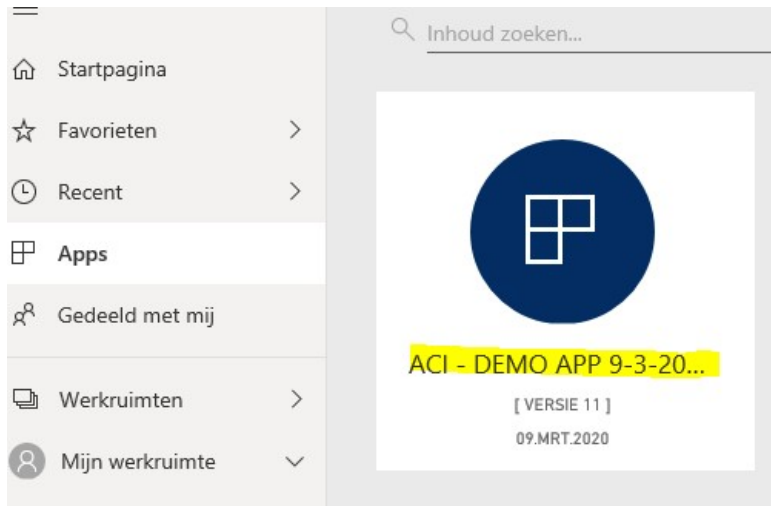 Inhoud zoeken...
Startpagina
Favorieten
Recent
Apps
Gedeeld met mij
Werkruimten
Mijn werkruimte
ACI - DEMO APP 9-3-20...
[ VERSIE 11 ]
09.MRT.2020